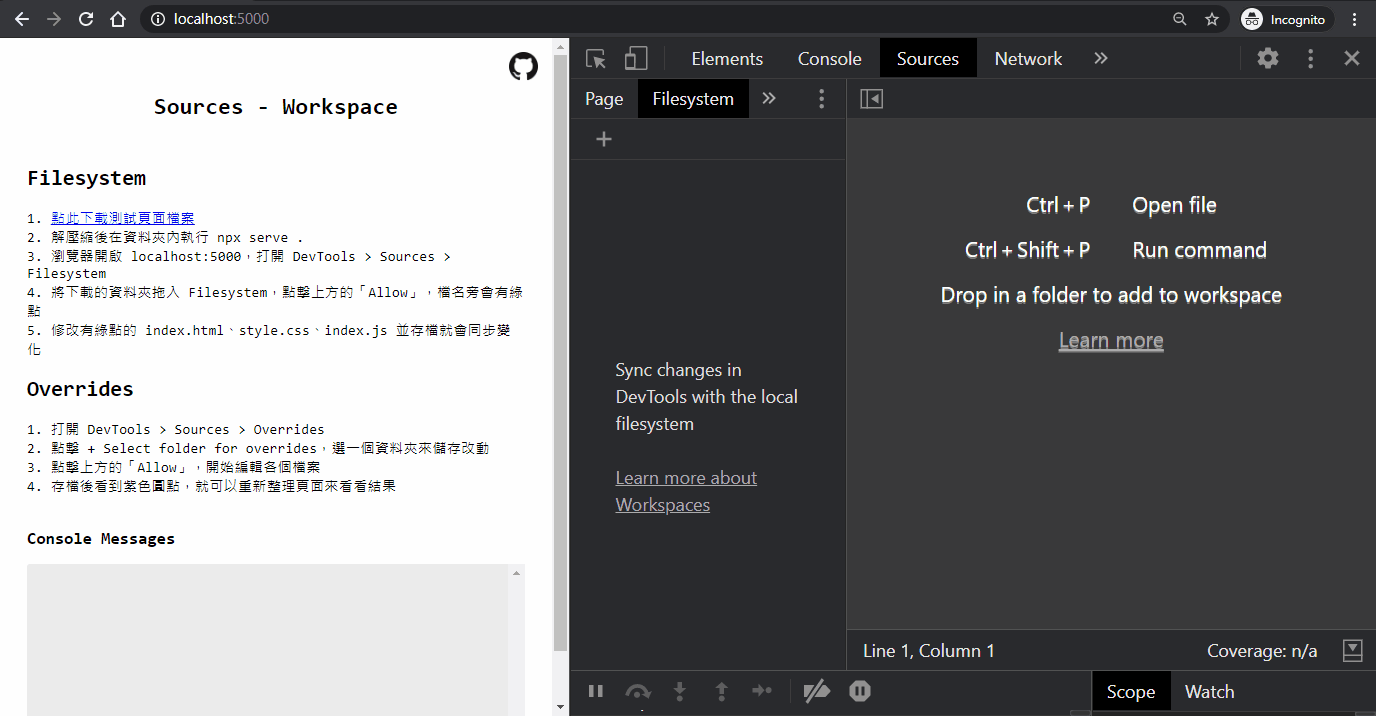 localhost:5000
Incognito
Sources - Workspace
Filesystem
1. 點此下載測試頁面檔案
2. 解壓縮後在資料夾內執行 npx serve .
3. 瀏覽器開啟 localhost:5000，打開 DevTools > Sources >
Filesystem
4. 將下載的資料夾拖入 Filesystem，點擊上方的「Allow」，檔名旁會有綠
點
5. 修改有綠點的 index.html、style.css、index.js 並存檔就會同步變
化
Overrides
1. 打開 DevTools > Sources > Overrides
2. 點擊 + Select folder for overrides，選一個資料夾來儲存改動
3. 點擊上方的「Allow」，開始編輯各個檔案
4. 存檔後看到紫色圓點，就可以重新整理頁面來看看結果
Console Messages
Elements Console Sources Network
Page Filesystem
Sync changes in
DevTools with the local
filesystem
Learn more about
Workspaces
Ctrl + P Open file
Ctrl + Shift + P Run command
Drop in a folder to add to workspace
Learn more
Line 1, Column 1 Coverage: n/a
Scope Watch